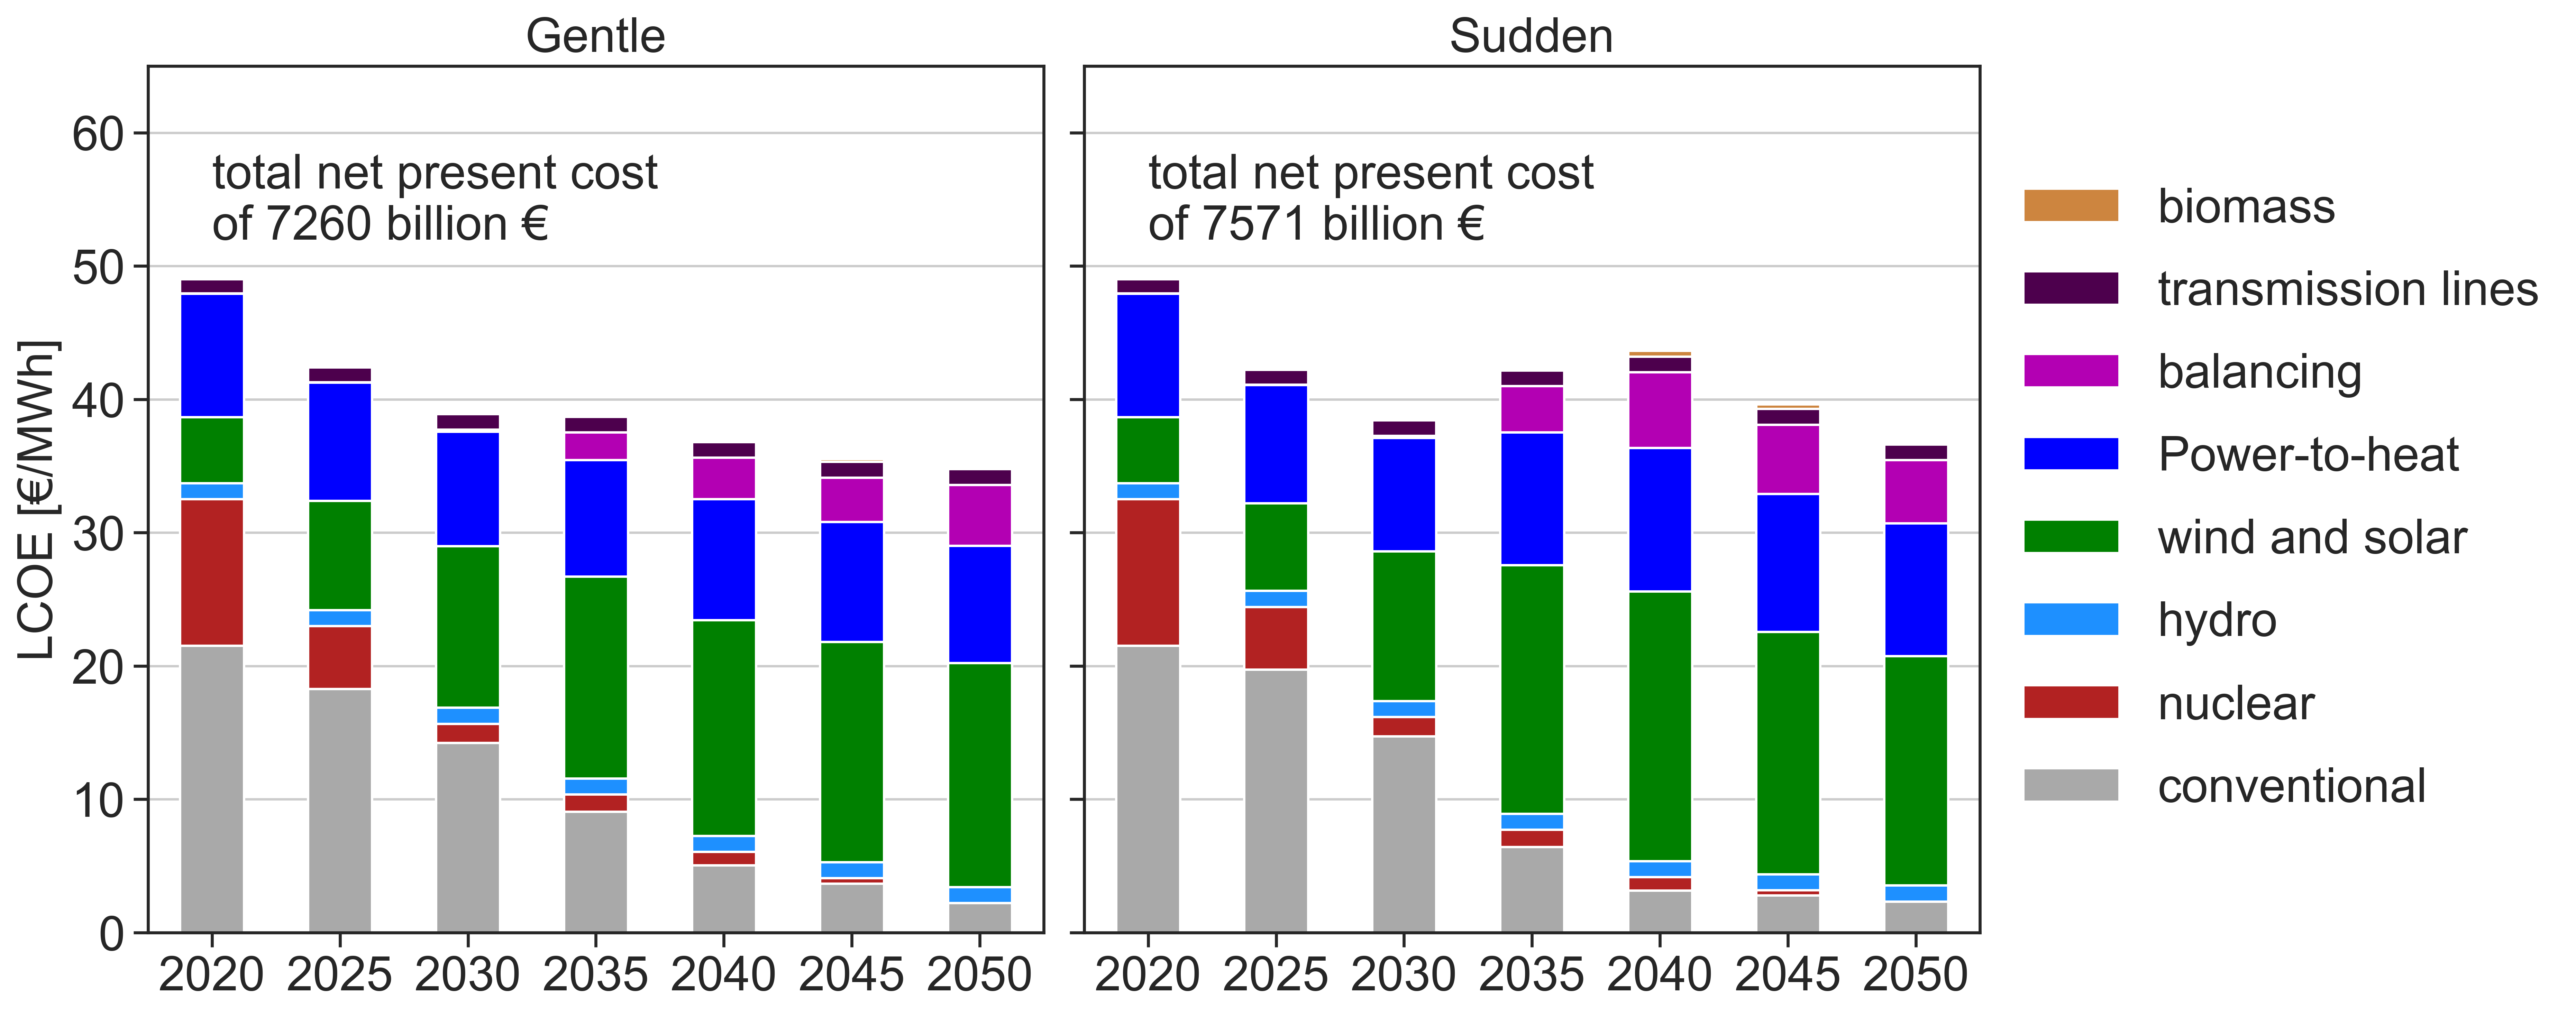 Gentle
Sudden
LCOE [€/MWh]
60
50
40
30
20
10
0
total net present cost
of 7260 billion €
total net present cost
of 7571 billion €
2020 2025 2030 2035 2040 2045 2050
2020 2025 2030 2035 2040 2045 2050
biomass
transmission lines
balancing
Power-to-heat
wind and solar
hydro
nuclear
conventional